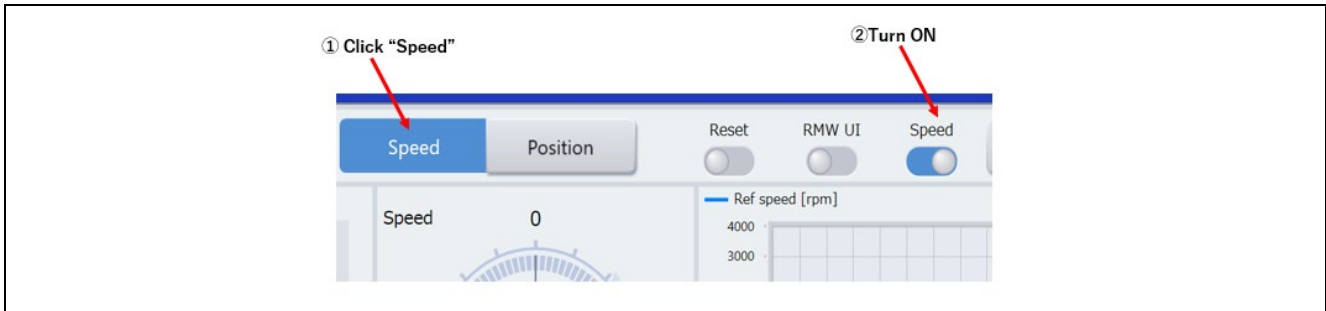 ① Click “Speed”
②Turn ON
Speed
Position
Reset
RMW UI
Speed
Speed
0
Ref speed [rpm]
4000
3000